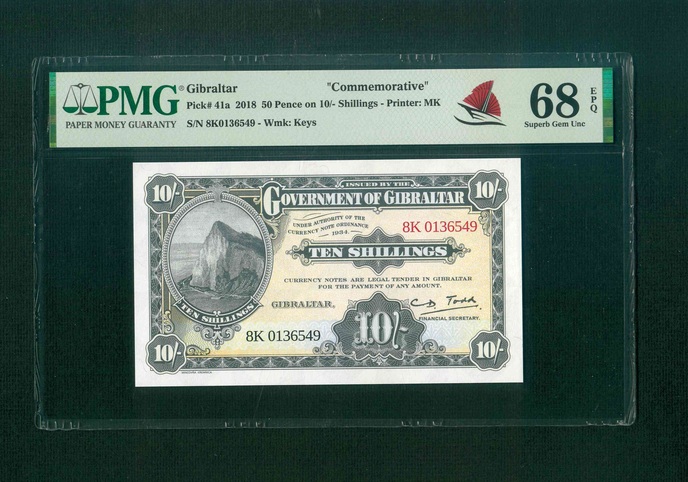 PMG®
PAPER MONEY GUARANTY
Gibraltar "Commemorative"
Pick# 41a 2018 50 Pence on 10/- Shillings - Printer: MK
S/N 8K0136549 - Wmk: Keys
68
EPQ
Superb Gem Unc
10/-
10/-
ISSUED BY THE
GOVERNMENT OF GIBRALTAR
UNDER AUTHORITY OF THE
CURRENCY NOTE ORDINANCE
1934.
8K 0136549
TEN SHILLINGS
CURRENCY NOTES ARE LEGAL TENDER IN GIBRALTAR
FOR THE PAYMENT OF ANY AMOUNT.
TEN SHILLINGS
GIBRALTAR,
C D Todd
FINANCIAL SECRETARY.
8K 0136549
10/-
10/-
10/-